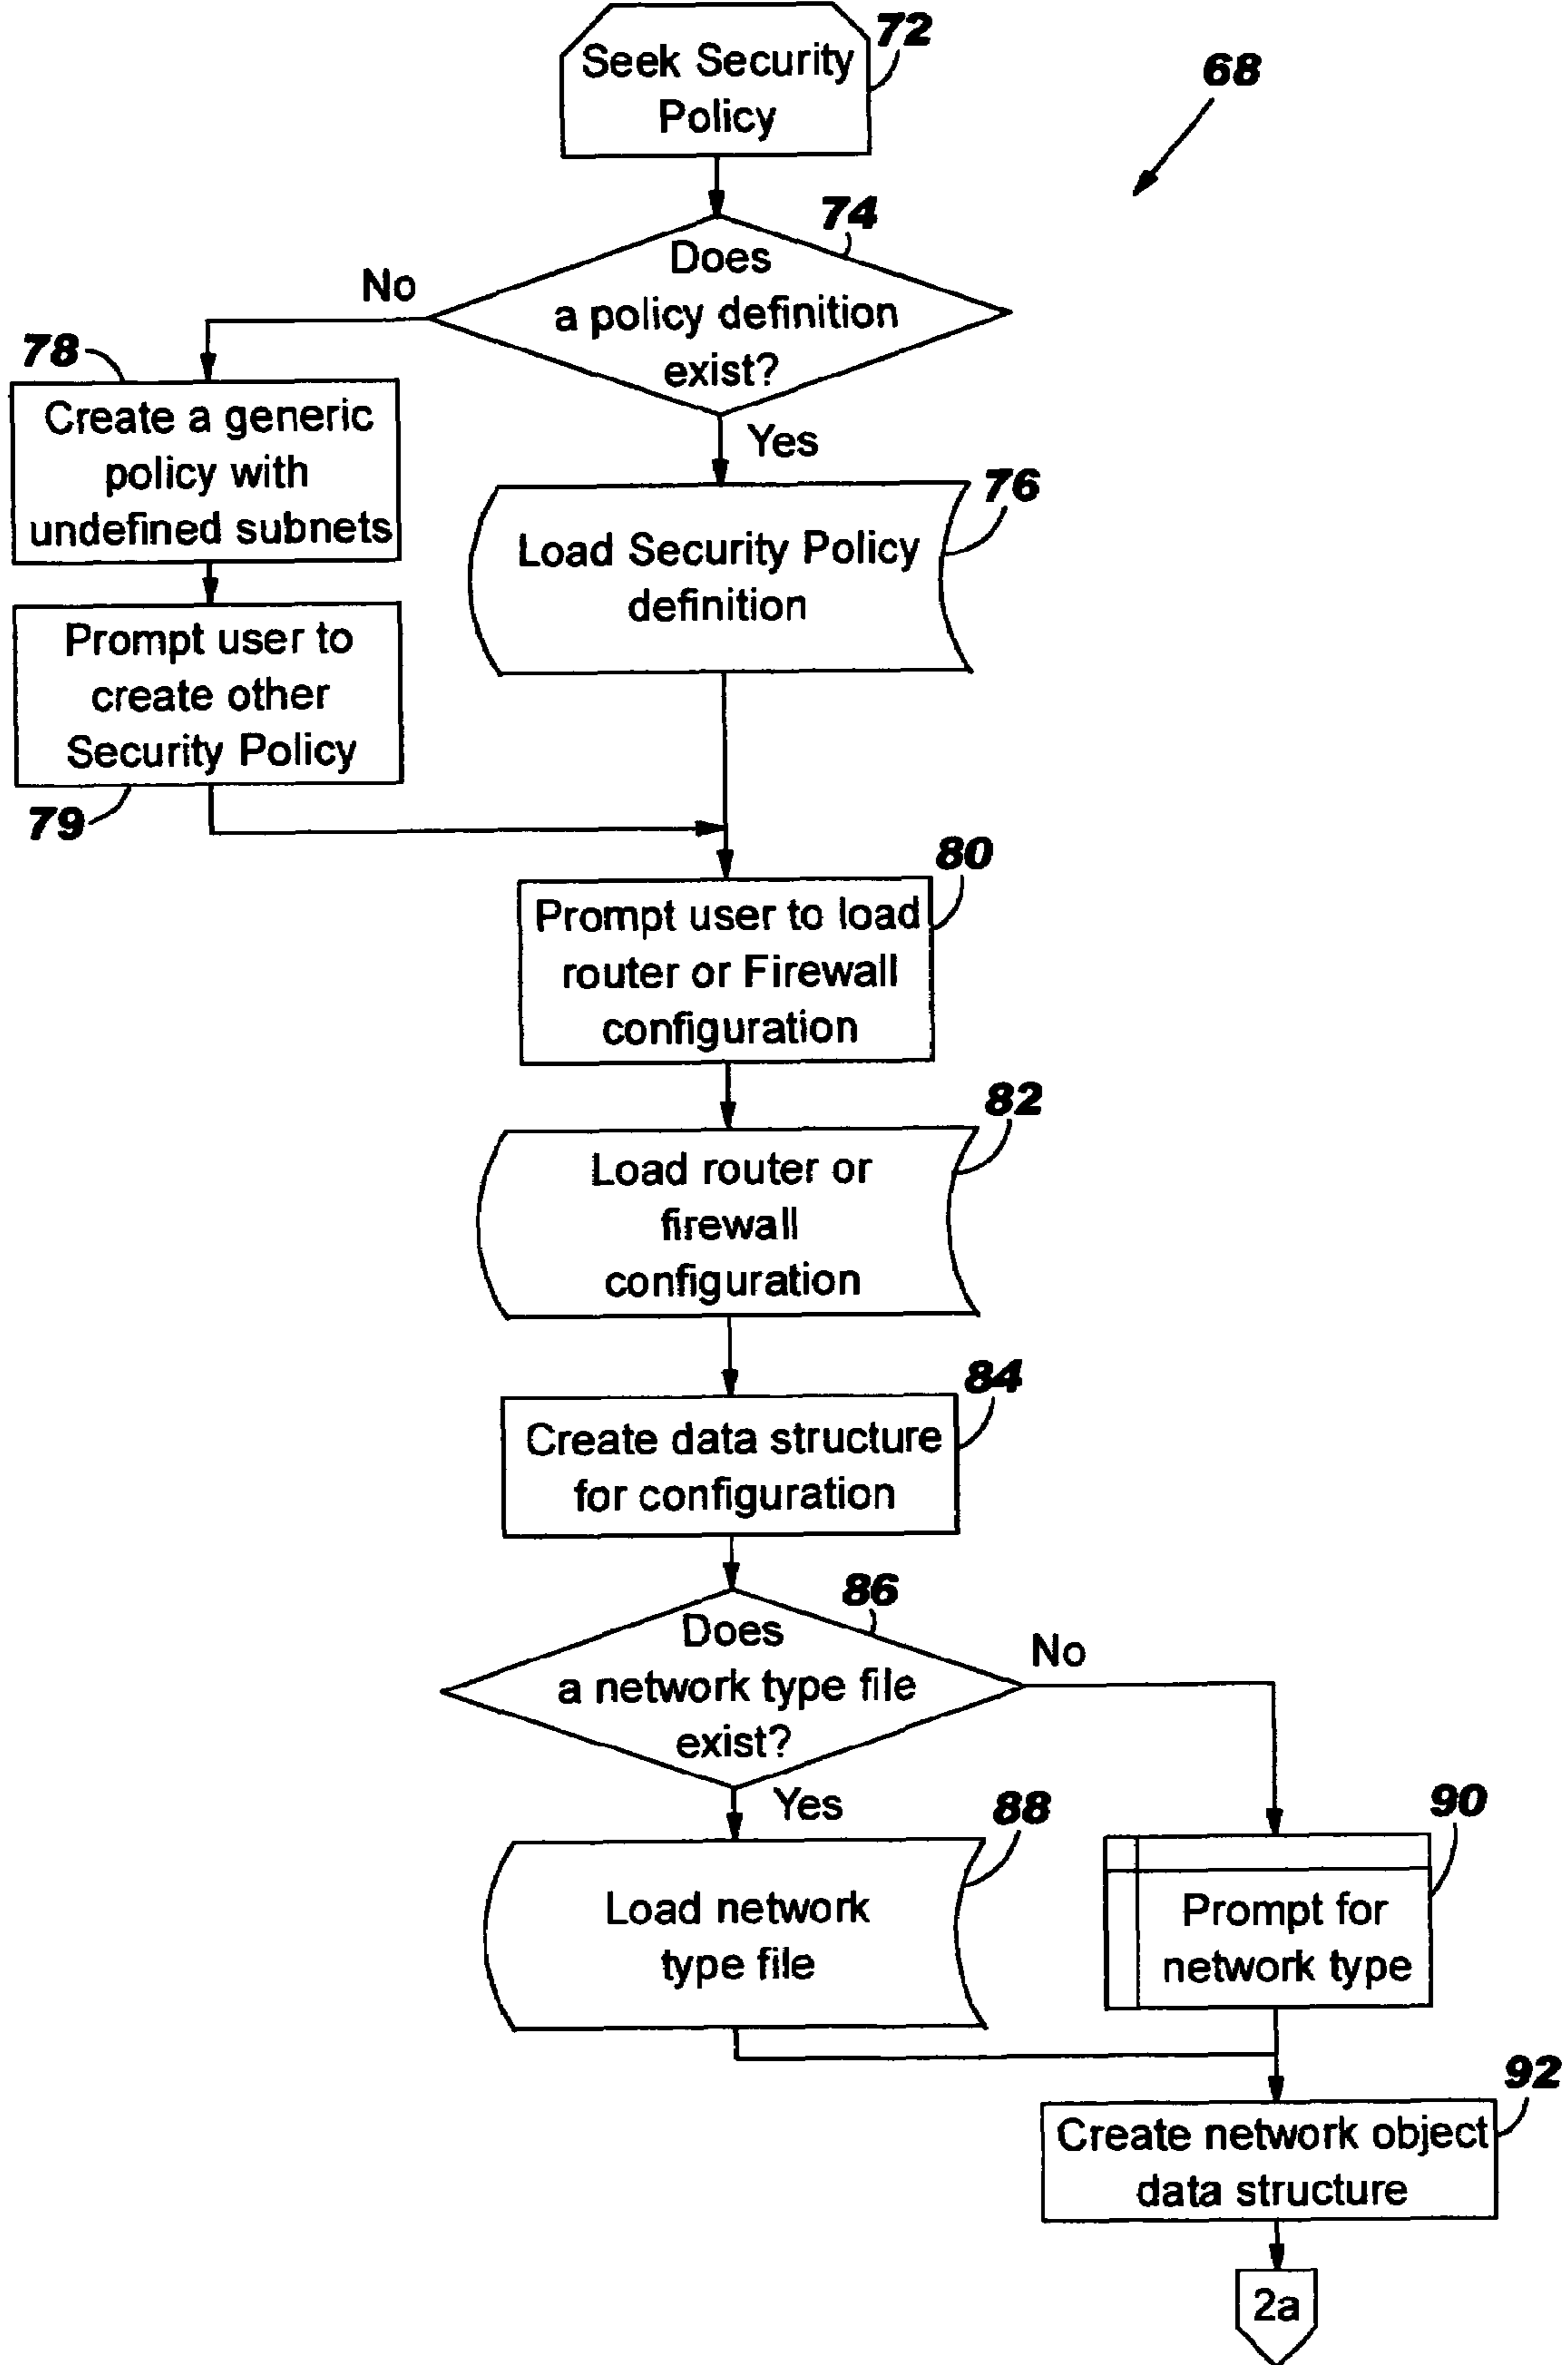 72
Seek Security
Policy
68
74
Does
a policy definition
exist?
No
Yes
78
Create a generic
policy with
undefined subnets
76
Load Security Policy
definition
Prompt user to
create other
Security Policy
79
80
Prompt user to load
router or Firewall
configuration
82
Load router or
firewall
configuration
84
Create data structure
for configuration
86
Does
a network type file
exist?
No
Yes
88
Load network
type file
90
Prompt for
network type
92
Create network object
data structure
2a